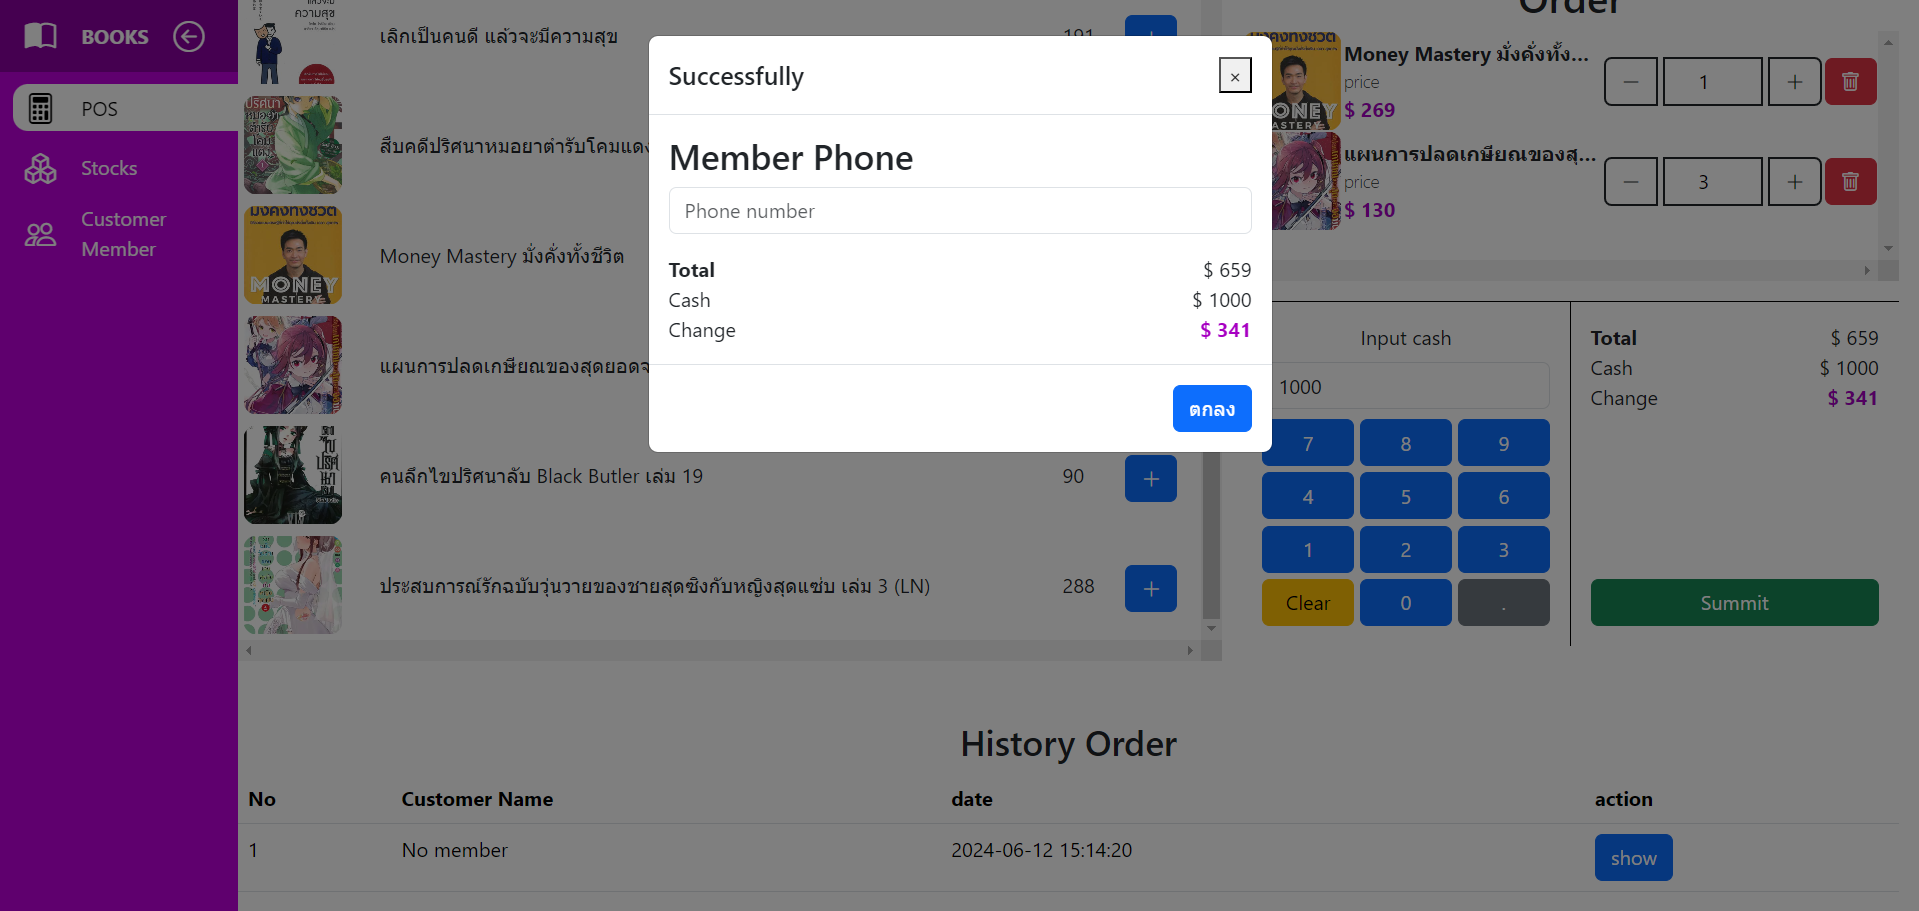 BOOKS
POS
Stocks
Customer
Member
ความสุข
เลิกเป็นคนดี แล้วจะมีความสุข
191
สืบคดีปริศนาหมอยาตำรับโคมแดง
Money Mastery มั่งคั่งทั้งชีวิต
MONEY
MASTERY
แผนการปลดเกษียณของสุดยอดจ
คนลึกไขปริศนาลับ Black Butler เล่ม 19
90
+
ประสบการณ์รักฉบับวุ่นวายของชายสุดซิงกับหญิงสุดแซ่บ เล่ม 3 (LN)
288
+
Successfully
×
Member Phone
Phone number
Total
$ 659
Cash
$ 1000
Change
$ 341
ตกลง
Order
Money Mastery มั่งคั่งทั้ง...
price
$ 269
− 1 +
แผนการปลดเกษียณของสุ...
price
$ 130
− 3 +
Input cash
1000
7 8 9
4 5 6
1 2 3
Clear 0 .
Total
$ 659
Cash
$ 1000
Change
$ 341
Summit
History Order
No Customer Name date action
1 No member 2024-06-12 15:14:20 show